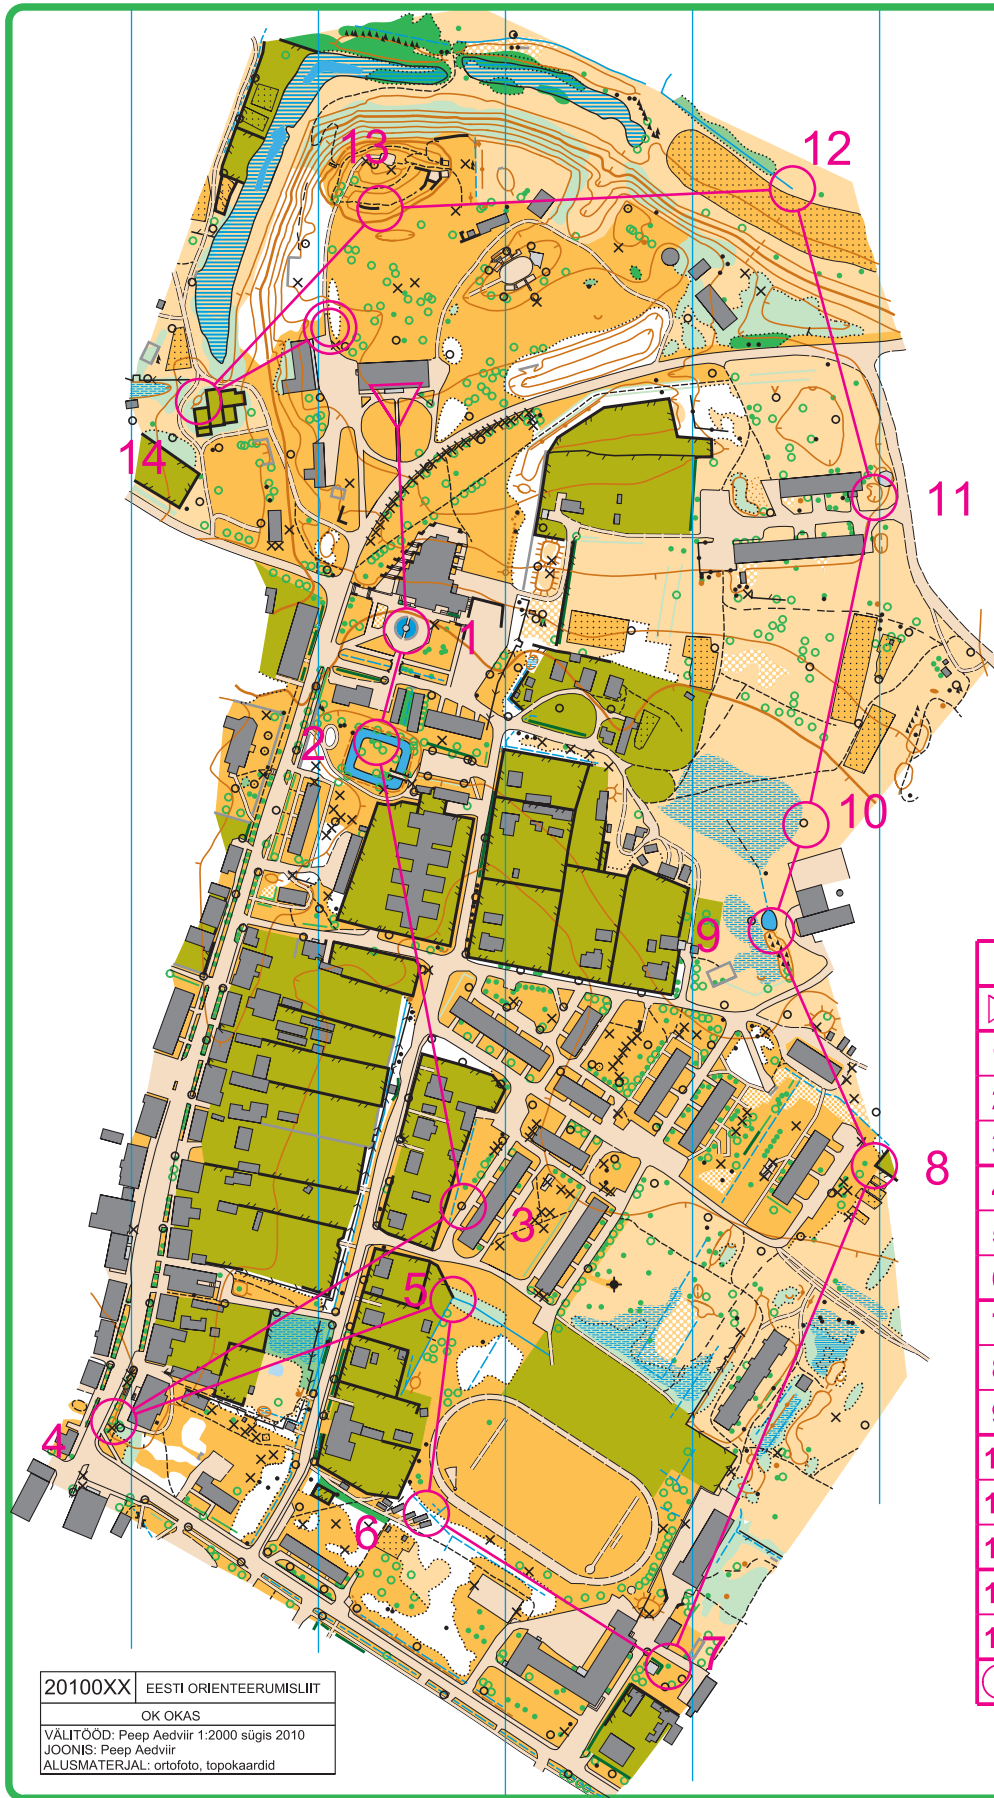 13
12
14
11
1
2
10
9
8
3
5
4
6
7
20100XX EESTI ORIENTEERUMISLIIT
OK OKAS
VÄLITÖÖD: Peep Aedviir 1:2000 sügis 2010
JOONIS: Peep Aedviir
ALUSMATERJAL: ortofoto, topokaardid